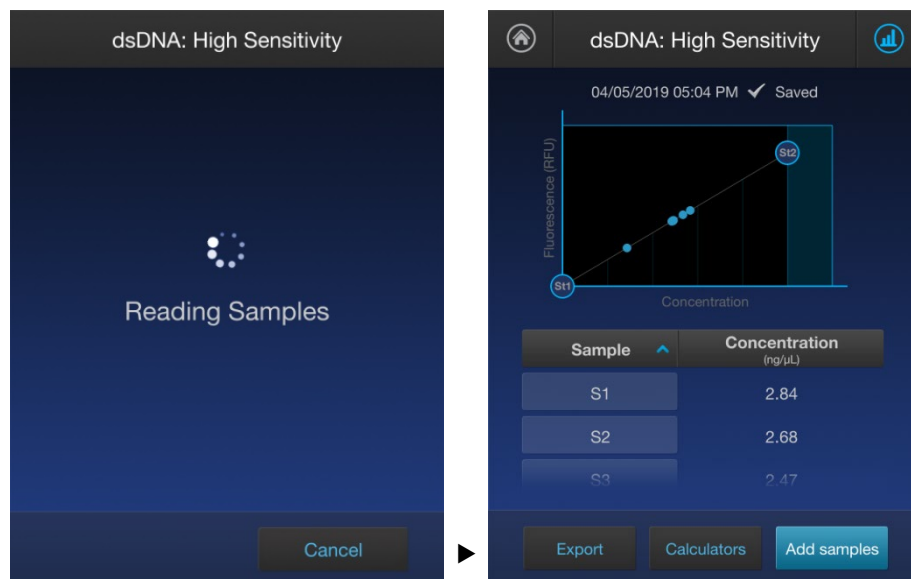 dsDNA: High Sensitivity
Reading Samples
Cancel
dsDNA: High Sensitivity
04/05/2019 05:04 PM Saved
Fluorescence (RFU)
St2
St1
Concentration
Sample Concentration
(ng/µL)
S1 2.84
S2 2.68
S3 2.47
Export Calculators Add samples